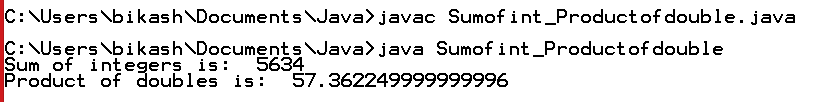 C:\Users\bikash\Documents\Java>javac Sumofint_Productofdouble.java
C:\Users\bikash\Documents\Java>java Sumofint_Productofdouble
Sum of integers is:  5634
Product of doubles is:  57.362249999999996